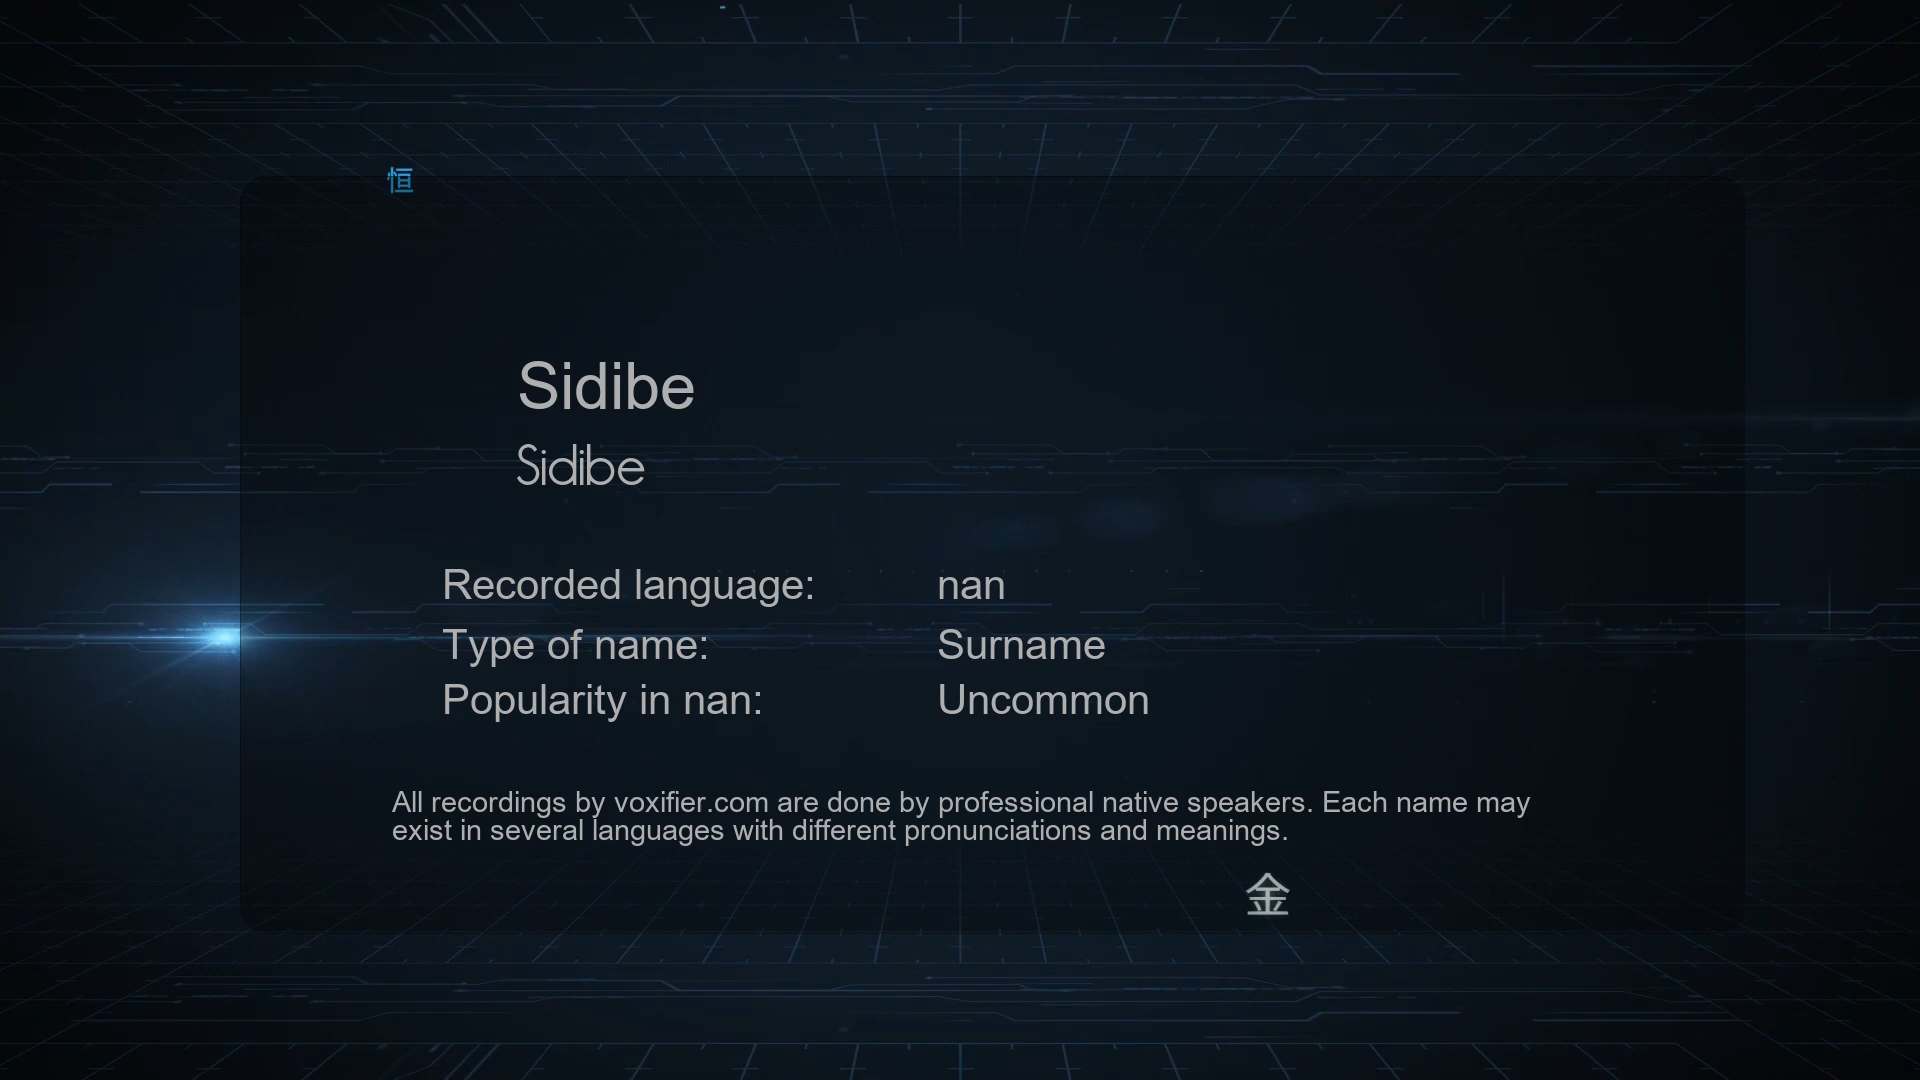 恒
Sidibe
Sidibe
Recorded language: nan
Type of name: Surname
Popularity in nan: Uncommon
All recordings by voxifier.com are done by professional native speakers. Each name may
exist in several languages with different pronunciations and meanings.
金